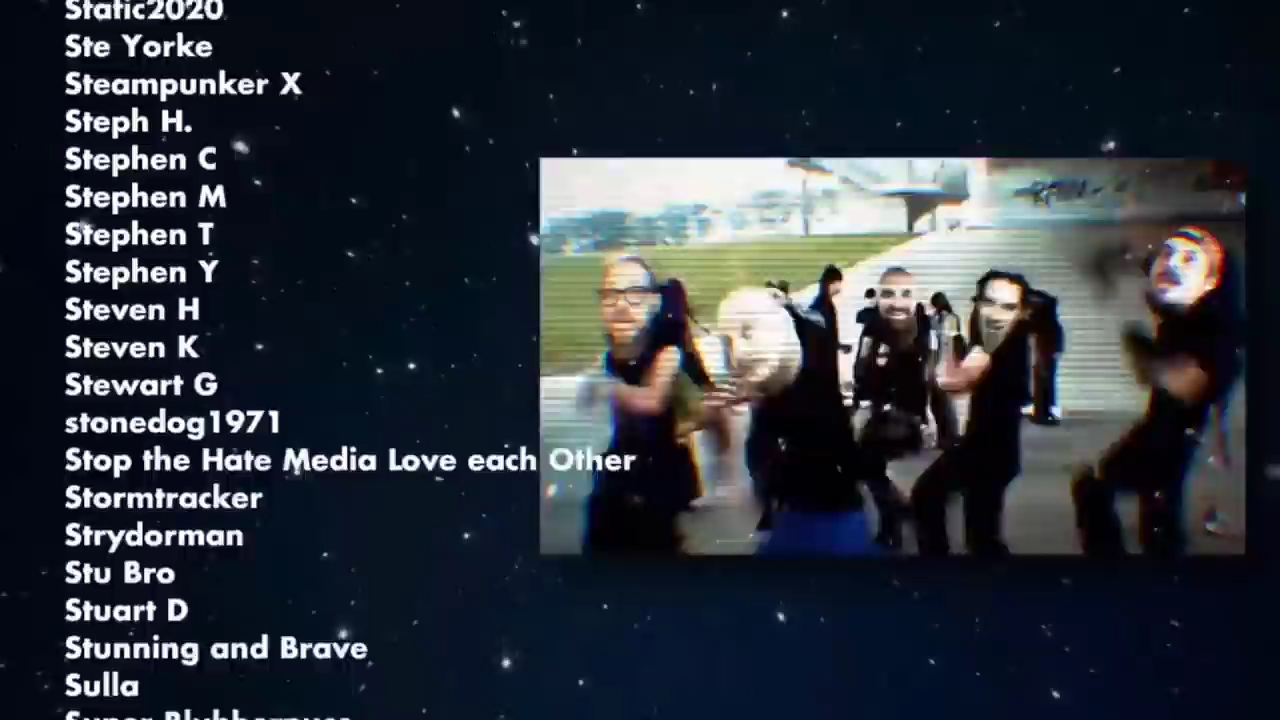 Static2020
Ste Yorke
Steampunker X
Steph H.
Stephen C
Stephen M
Stephen T
Stephen Y
Steven H
Steven K
Stewart G
stonedog1971
Stop the Hate Media Love each Other
Stormtracker
Strydorman
Stu Bro
Stuart D
Stunning and Brave
Sulla
Super